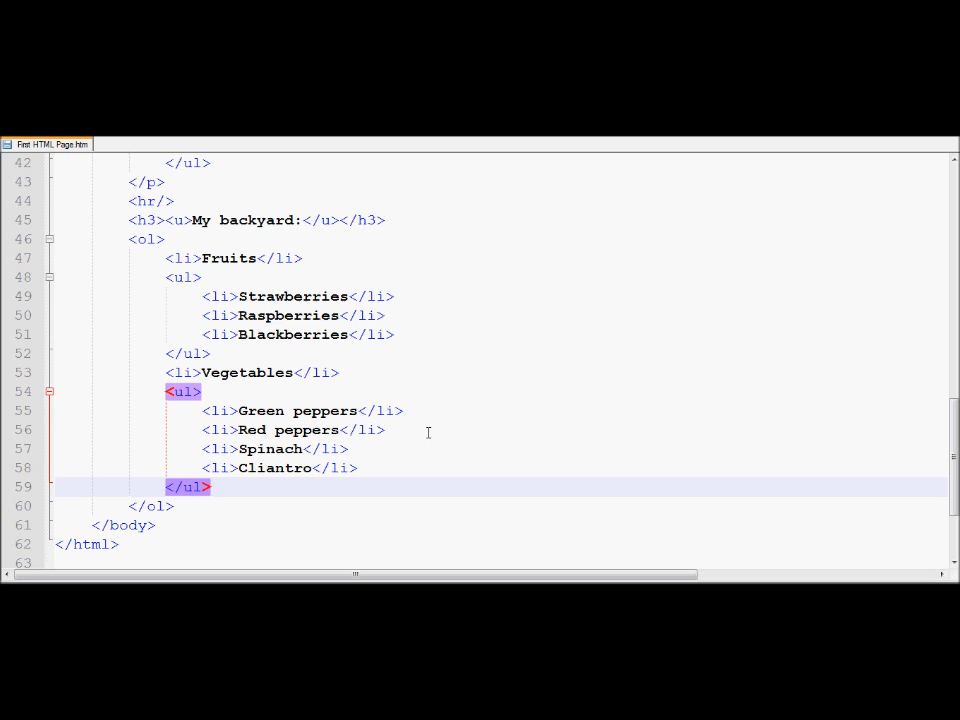 First HTML Page.htm
42 </ul>
43 </p>
44 <hr/>
45 <h3><u>My backyard:</u></h3>
46 <ol>
47 <li>Fruits</li>
48 <ul>
49 <li>Strawberries</li>
50 <li>Raspberries</li>
51 <li>Blackberries</li>
52 </ul>
53 <li>Vegetables</li>
54 <ul>
55 <li>Green peppers</li>
56 <li>Red peppers</li>
57 <li>Spinach</li>
58 <li>Cliantro</li>
59 </ul>
60 </ol>
61 </body>
62 </html>
63